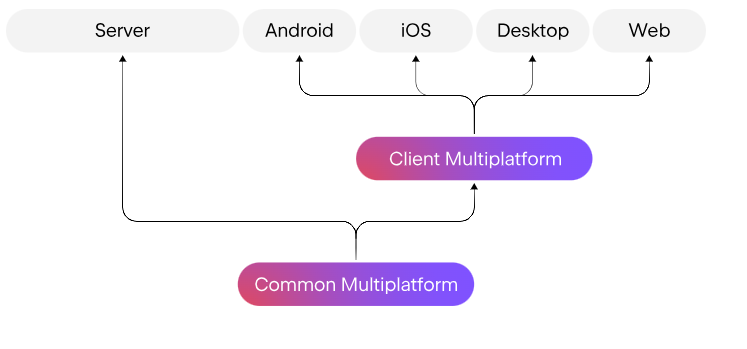 Server
Android
iOS
Desktop
Web
Client Multiplatform
Common Multiplatform